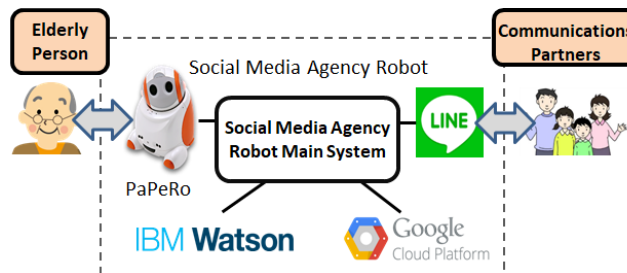 Elderly
Person
Communications
Partners
Social Media Agency Robot
Social Media Agency
Robot Main System
LINE
PaPeRo
IBM Watson
Google
Cloud Platform